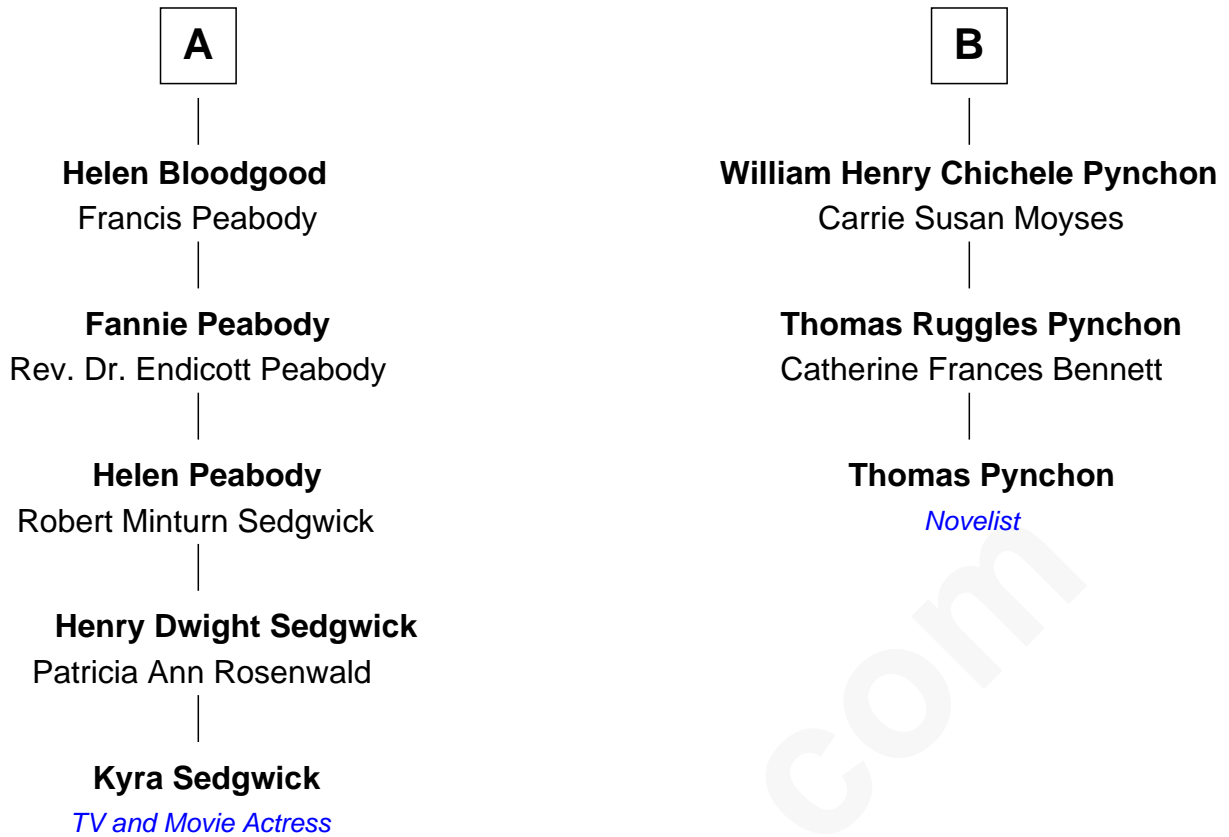 A
Helen Bloodgood
Francis Peabody
Fannie Peabody
Rev. Dr. Endicott Peabody
Helen Peabody
Robert Minturn Sedgwick
Henry Dwight Sedgwick
Patricia Ann Rosenwald
Kyra Sedgwick
TV and Movie Actress
B
William Henry Chichele Pynchon
Carrie Susan Moyses
Thomas Ruggles Pynchon
Catherine Frances Bennett
Thomas Pynchon
Novelist
com